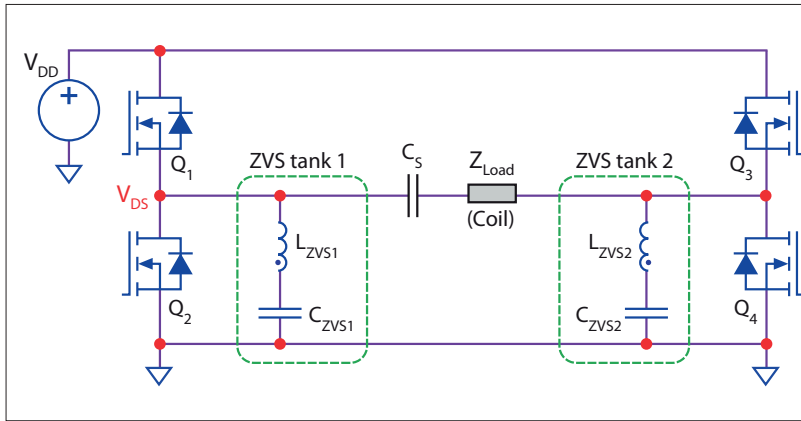 V_DD
+
Q_1
V_DS
Q_2
ZVS tank 1
L_ZVS1
C_ZVS1
C_S
Z_Load
(Coil)
ZVS tank 2
L_ZVS2
C_ZVS2
Q_3
Q_4